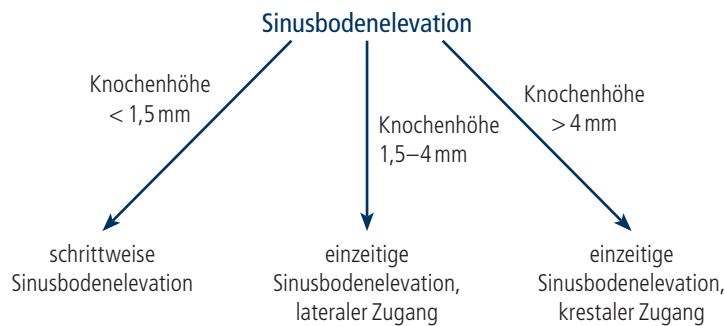 Sinusbodenelevation
Knochenhöhe
< 1,5 mm
Knochenhöhe
1,5–4 mm
Knochenhöhe
> 4 mm
schrittweise
Sinusbodenelevation
einzeitige
Sinusbodenelevation,
lateraler Zugang
einzeitige
Sinusbodenelevation,
krestaler Zugang